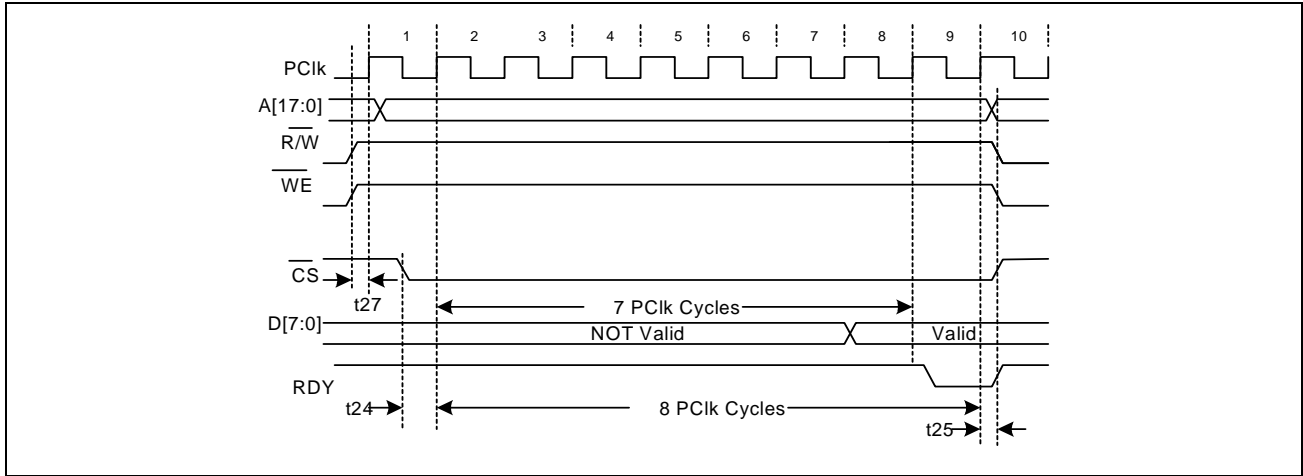 1 2 3 4 5 6 7 8 9 10
PClk
A[17:0]
R/W
WE
CS
t27
7 PClk Cycles
D[7:0]
NOT Valid Valid
RDY
t24 8 PClk Cycles
t25